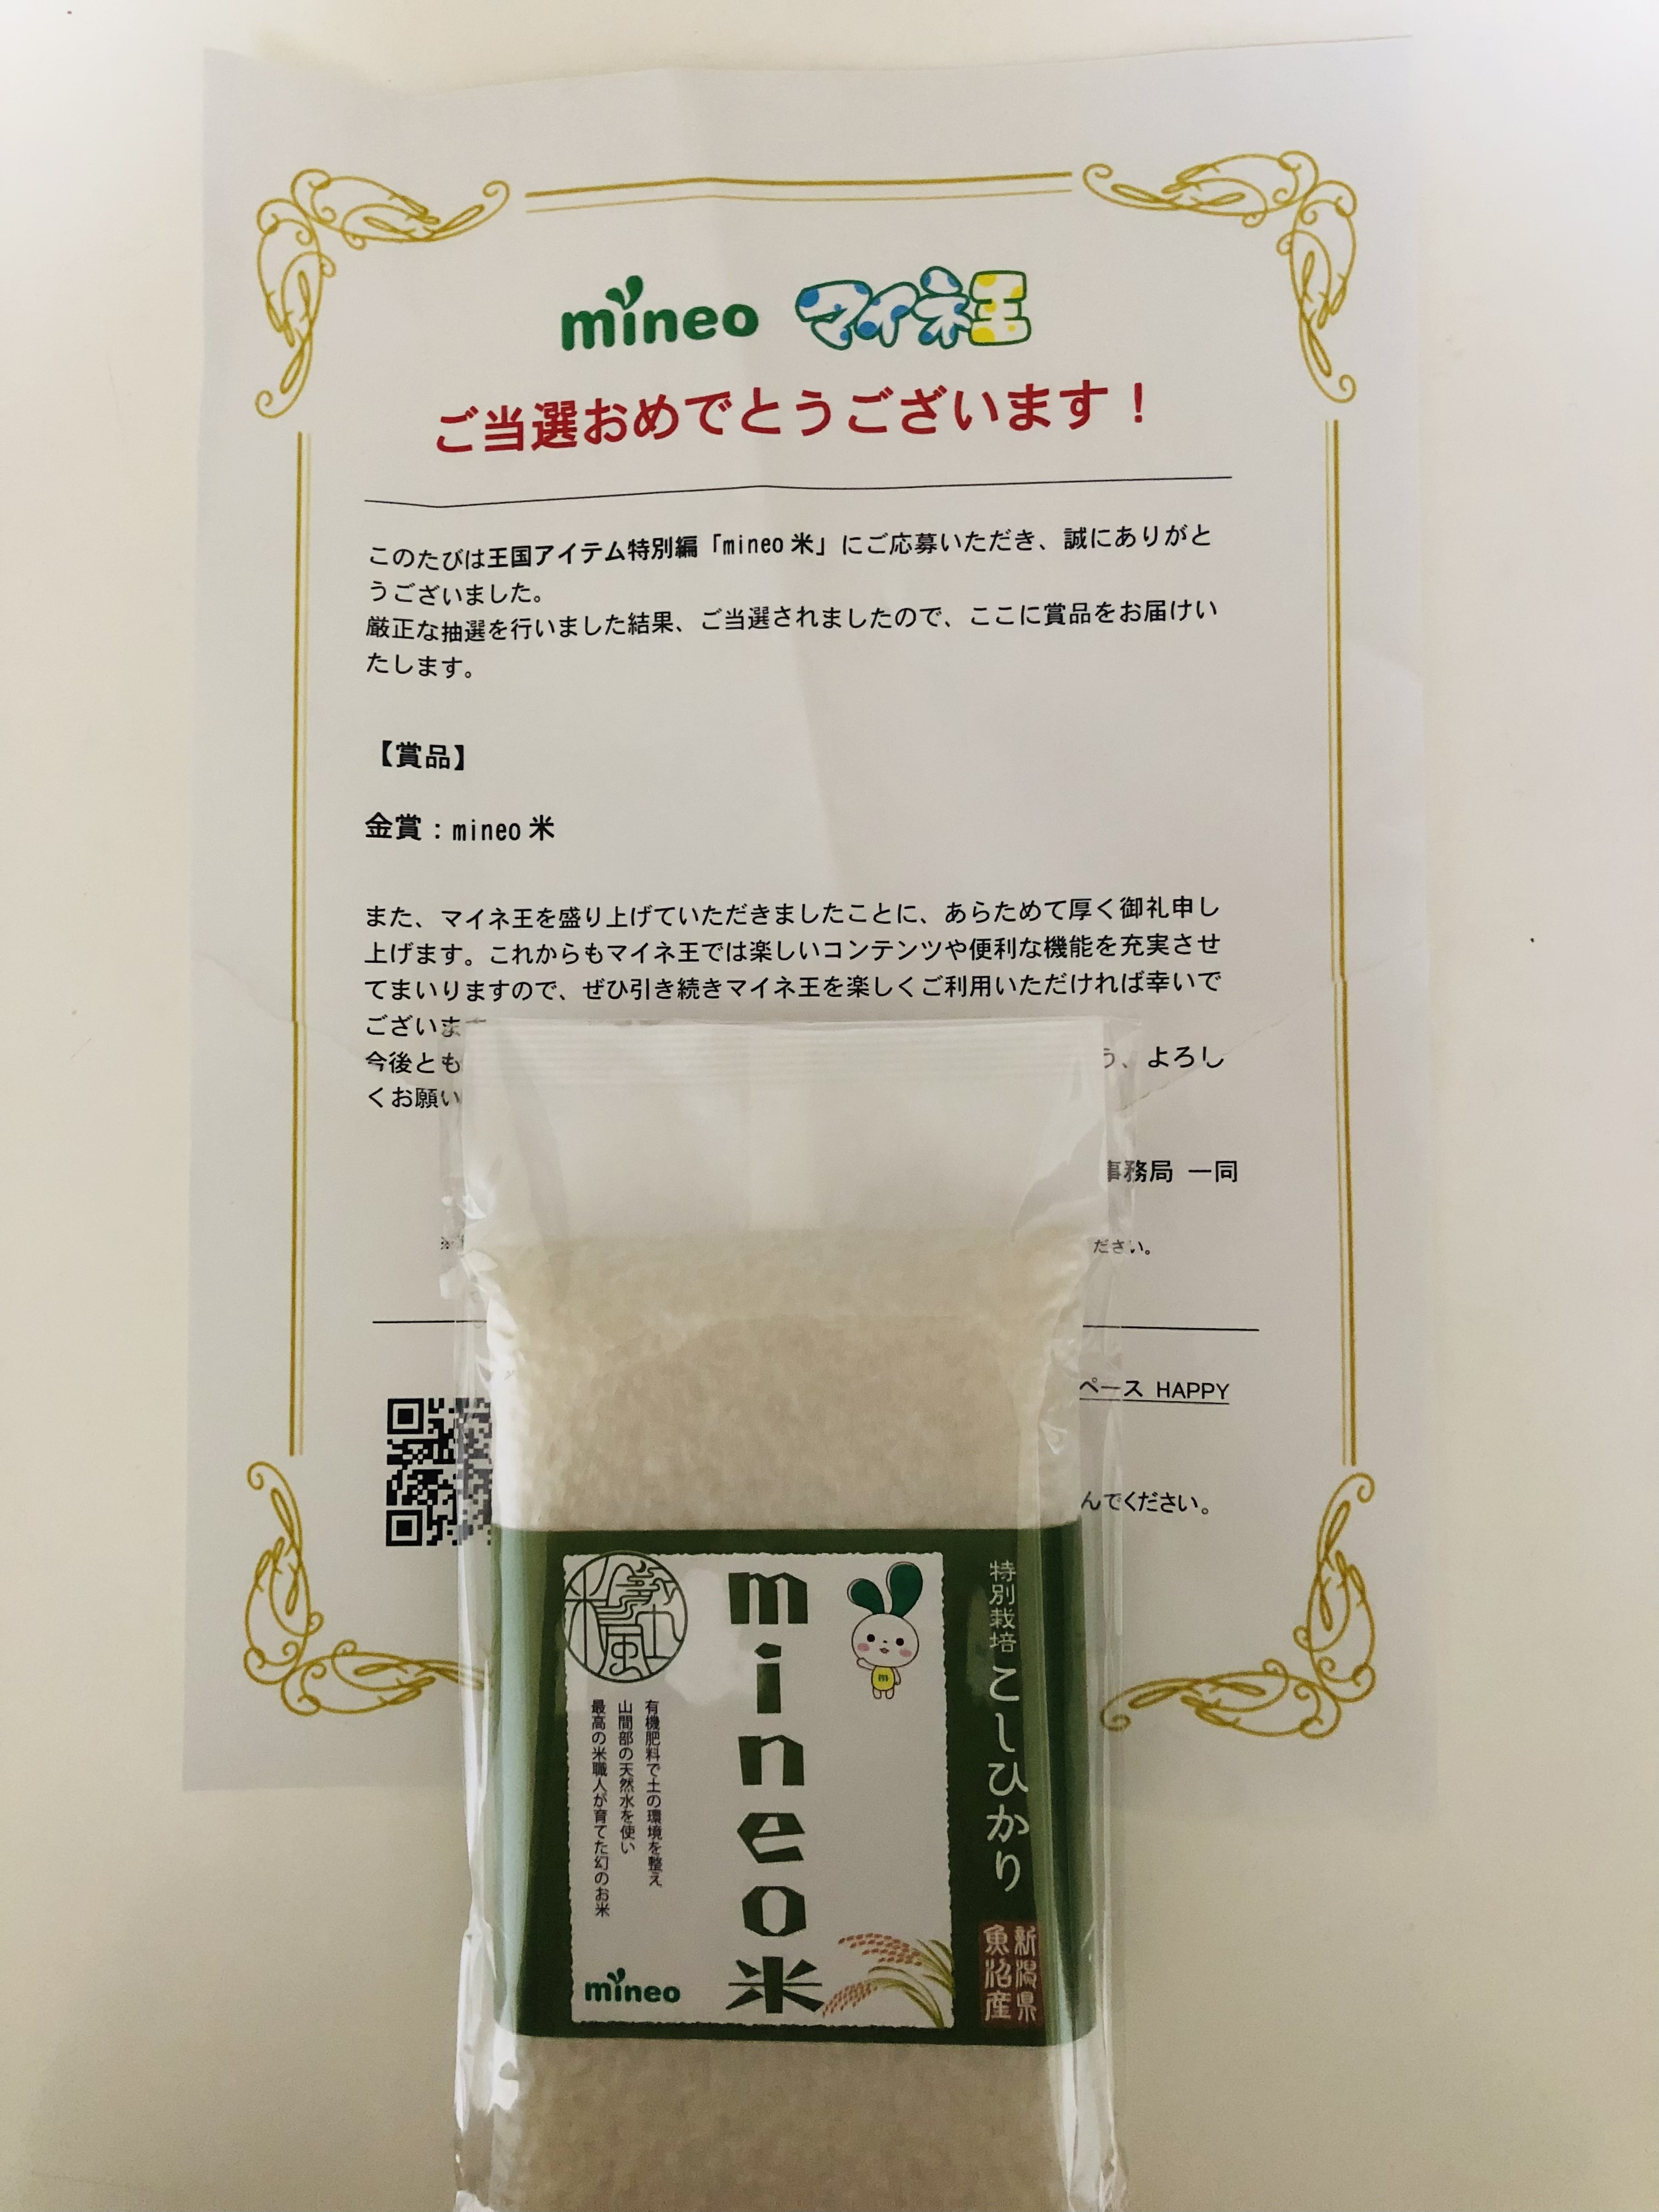 mineo マイネ王
ご当選おめでとうございます！
このたびは王国アイテム特別編「mineo 米」にご応募いただき、誠にありがと
うございました。
厳正な抽選を行いました結果、ご当選されましたので、ここに賞品をお届けい
たします。
【賞品】
金賞：mineo 米
また、マイネ王を盛り上げていただきましたことに、あらためて厚く御礼申し
上げます。これからもマイネ王では楽しいコンテンツや便利な機能を充実させ
てまいりますので、ぜひ引き続きマイネ王を楽しくご利用いただければ幸いで
ございま
今後とも う、よろし
くお願い
事務局 一同
ださい。
ペース HAPPY
んでください。
特別栽培 こしひかり
新潟県
魚沼産
mineo米
有機肥料で土の環境を整え
山間部の天然水を使い
最高の米職人が育てた幻のお米
mineo
m